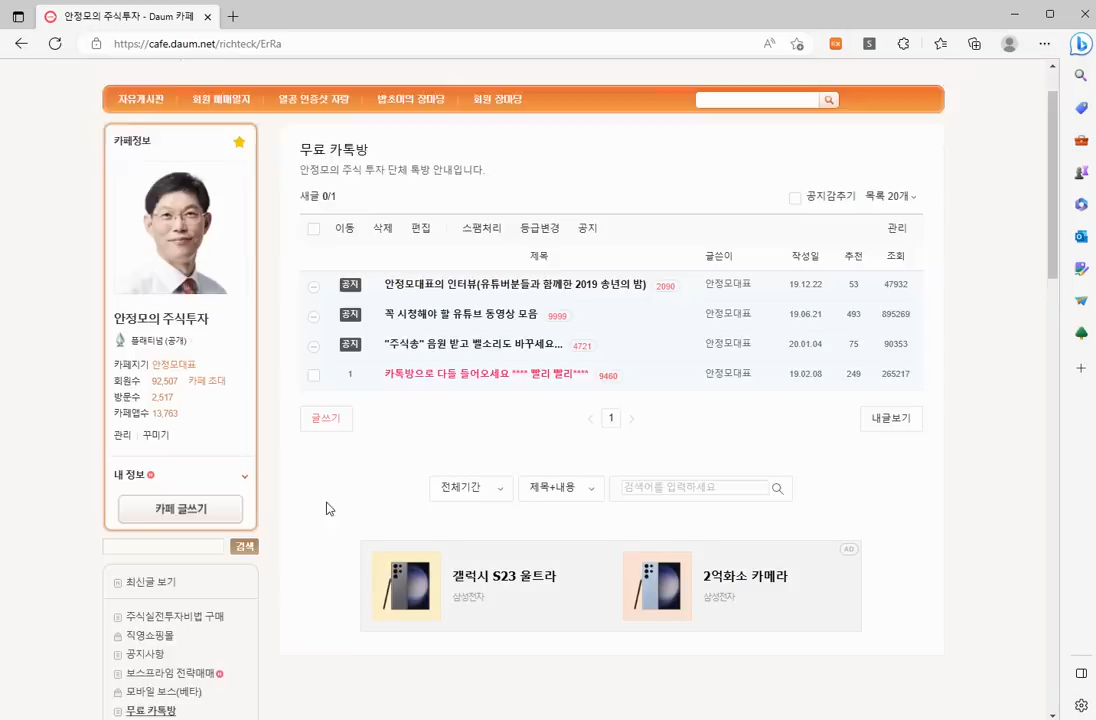 안정모의 주식투자 - Daum 카페
https://cafe.daum.net/richteck/ErRa
자유게시판 회원 매매일지 열공 인증샷 자랑 밥초미역 장마당 회원 장마당
카페정보
안정모의 주식투자
플래티넘 (공개)
카페지기 안정모대표
회원수 92,507 카페 초대
방문수 2,517
카페앱수 13,763
관리 꾸미기
내 정보 N
카페 글쓰기
검색
최신글 보기
주식실전투자비법 구매
직영쇼핑몰
공지사항
보스프라임 전략매매 N
모바일 보스(베타)
무료 카톡방
무료 카톡방
안정모의 주식 투자 단체 톡방 안내입니다.
새글 0/1
공지감추기 목록 20개
이동 삭제 편집 스팸처리 등급변경 공지 관리
제목 글쓴이 작성일 추천 조회
공지 안정모대표의 인터뷰(유튜버분들과 함께한 2019 송년의 밤) 2090 안정모대표 19.12.22 53 47932
공지 꼭 시청해야 할 유튜브 동영상 모음 9999 안정모대표 19.06.21 493 895269
공지 "주식송" 음원 받고 벨소리도 바꾸세요... 4721 안정모대표 20.01.04 75 90353
1 카톡방으로 다들 들어오세요 **** 빨리 빨리**** 9460 안정모대표 19.02.08 249 265217
글쓰기 1 내글보기
전체기간 제목+내용 검색어를 입력하세요
AD
갤럭시 S23 울트라
삼성전자
2억화소 카메라
삼성전자